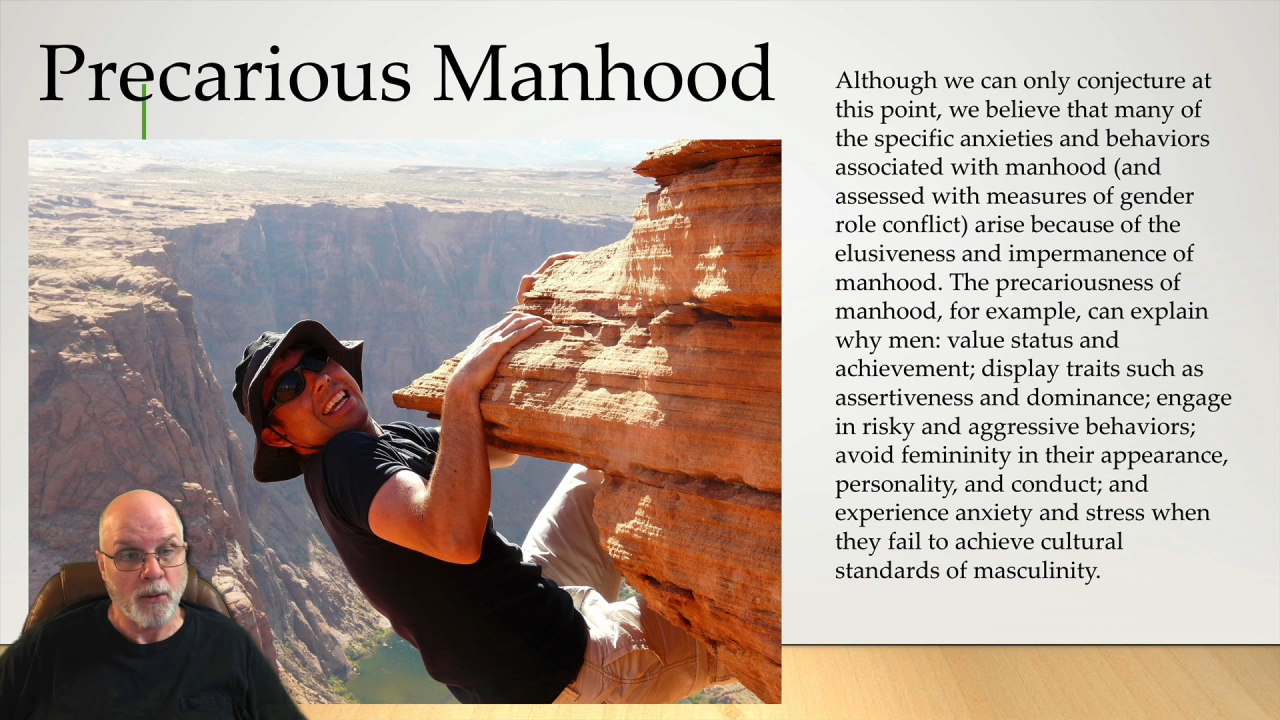 Precarious Manhood
Although we can only conjecture at
this point, we believe that many of
the specific anxieties and behaviors
associated with manhood (and
assessed with measures of gender
role conflict) arise because of the
elusiveness and impermanence of
manhood. The precariousness of
manhood, for example, can explain
why men: value status and
achievement; display traits such as
assertiveness and dominance; engage
in risky and aggressive behaviors;
avoid femininity in their appearance,
personality, and conduct; and
experience anxiety and stress when
they fail to achieve cultural
standards of masculinity.